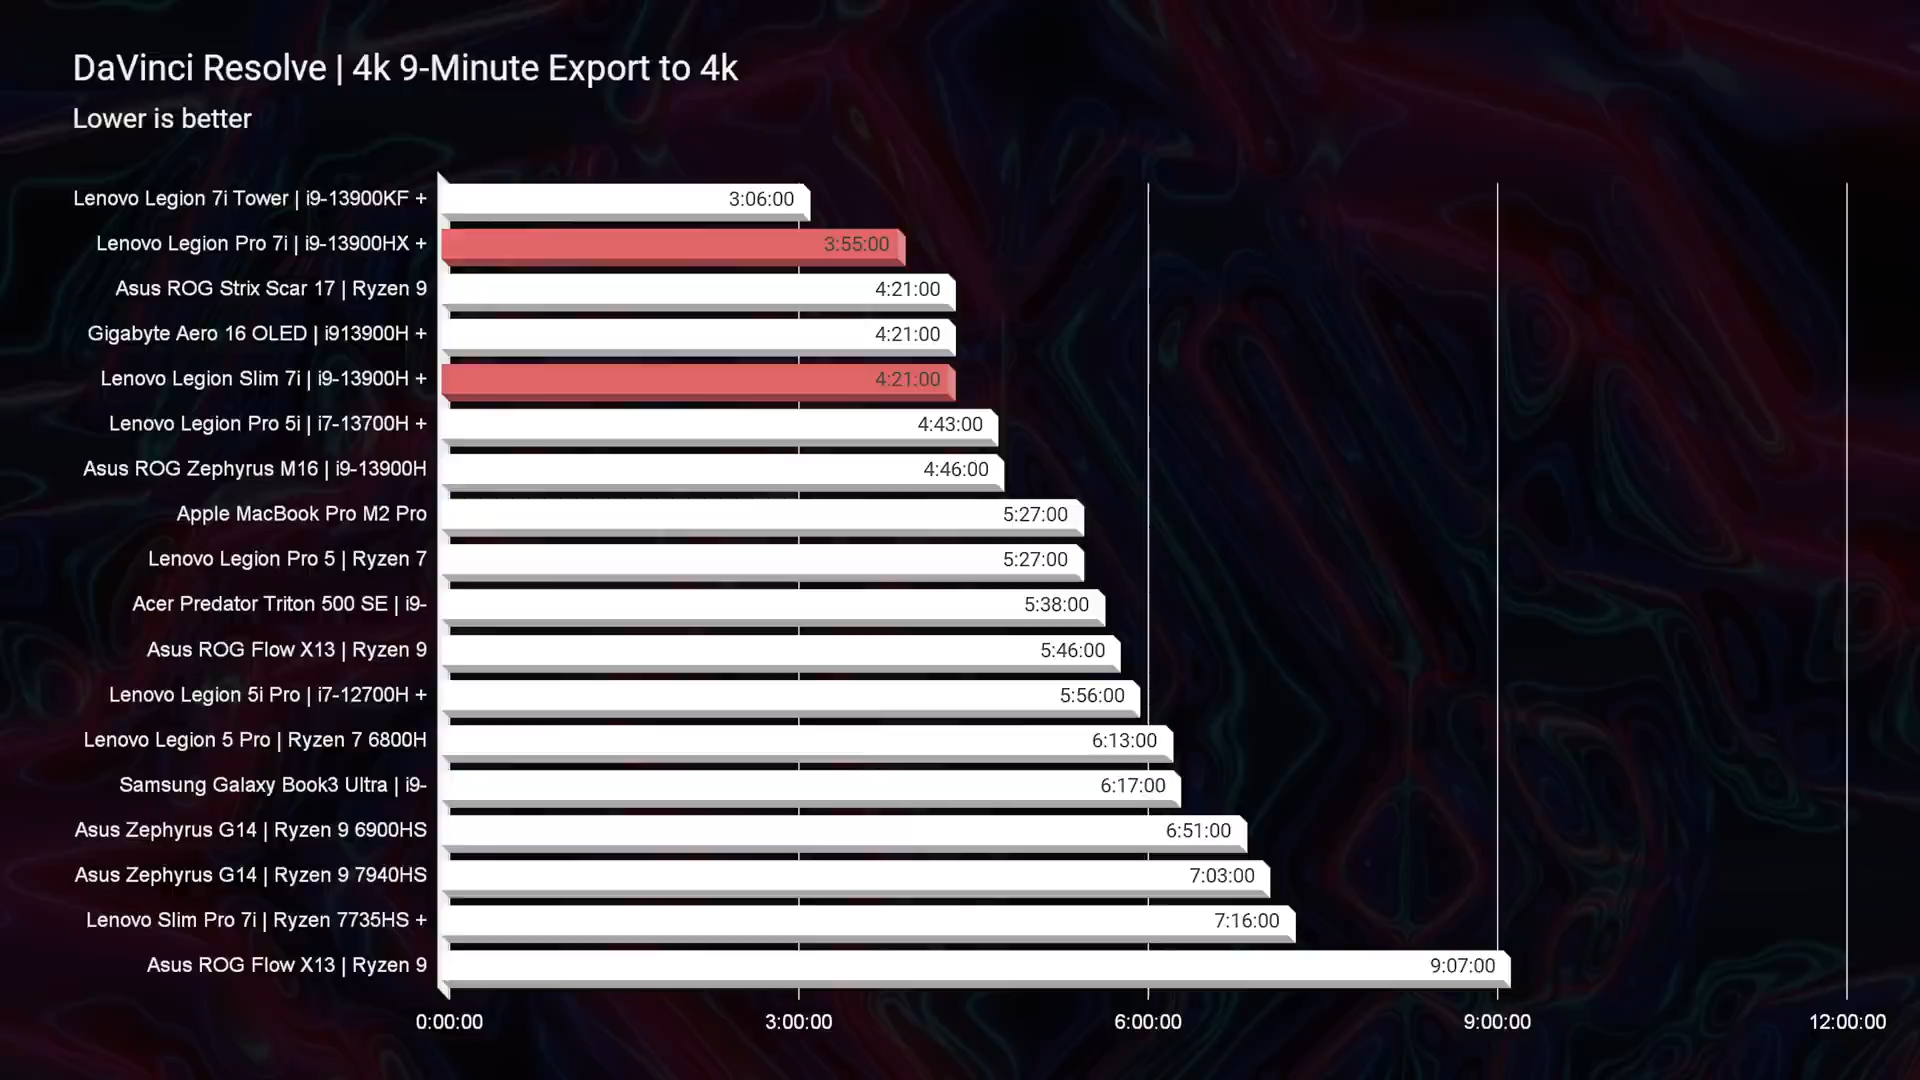 DaVinci Resolve | 4k 9-Minute Export to 4k
Lower is better
Lenovo Legion 7i Tower | i9-13900KF + 3:06:00
Lenovo Legion Pro 7i | i9-13900HX + 3:55:00
Asus ROG Strix Scar 17 | Ryzen 9 4:21:00
Gigabyte Aero 16 OLED | i913900H + 4:21:00
Lenovo Legion Slim 7i | i9-13900H + 4:21:00
Lenovo Legion Pro 5i | i7-13700H + 4:43:00
Asus ROG Zephyrus M16 | i9-13900H 4:46:00
Apple MacBook Pro M2 Pro 5:27:00
Lenovo Legion Pro 5 | Ryzen 7 5:27:00
Acer Predator Triton 500 SE | i9- 5:38:00
Asus ROG Flow X13 | Ryzen 9 5:46:00
Lenovo Legion 5i Pro | i7-12700H + 5:56:00
Lenovo Legion 5 Pro | Ryzen 7 6800H 6:13:00
Samsung Galaxy Book3 Ultra | i9- 6:17:00
Asus Zephyrus G14 | Ryzen 9 6900HS 6:51:00
Asus Zephyrus G14 | Ryzen 9 7940HS 7:03:00
Lenovo Slim Pro 7i | Ryzen 7735HS + 7:16:00
Asus ROG Flow X13 | Ryzen 9 9:07:00
0:00:00 3:00:00 6:00:00 9:00:00 12:00:00